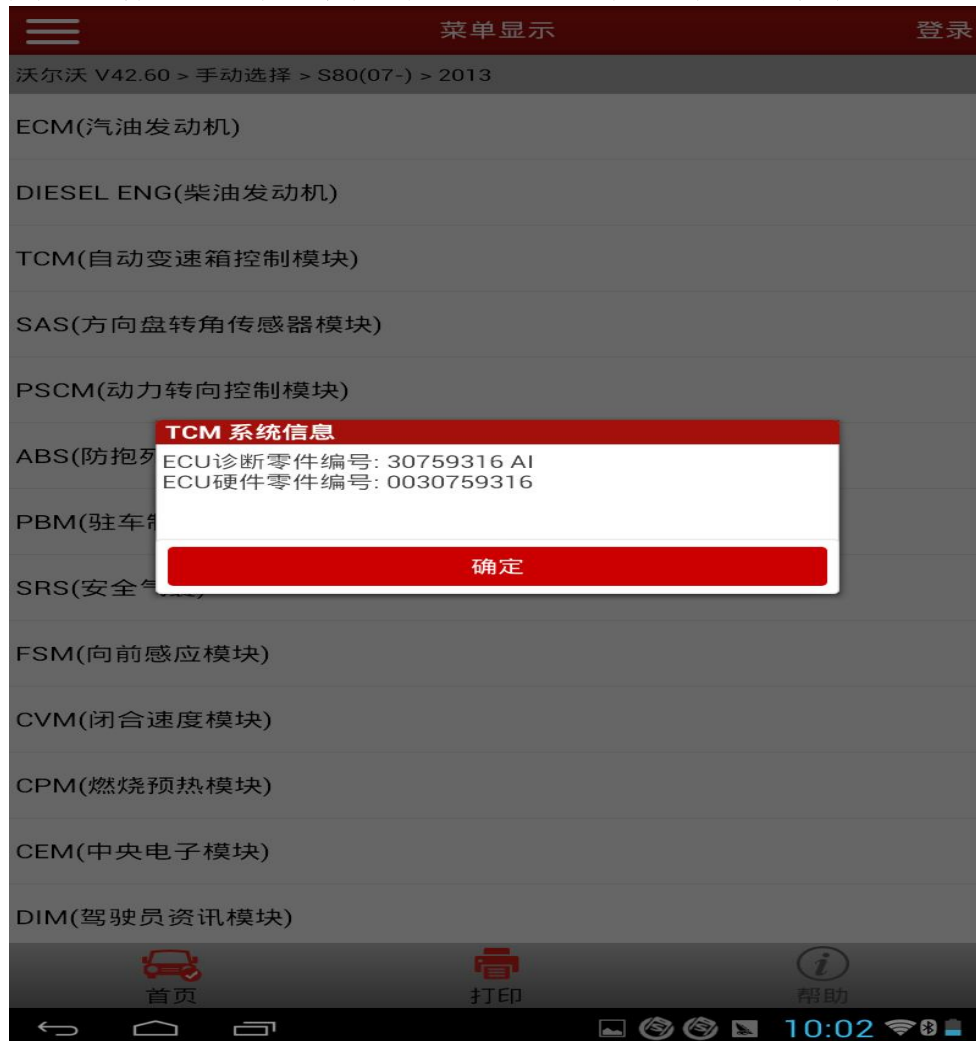 菜单显示
登录
沃尔沃 V42.60 > 手动选择 > S80(07-) > 2013
ECM(汽油发动机)
DIESEL ENG(柴油发动机)
TCM(自动变速箱控制模块)
SAS(方向盘转角传感器模块)
PSCM(动力转向控制模块)
TCM 系统信息
ABS(防抱
ECU诊断零件编号: 30759316 AI
ECU硬件零件编号: 0030759316
PBM(驻车
确定
SRS(安全
FSM(向前感应模块)
CVM(闭合速度模块)
CPM(燃烧预热模块)
CEM(中央电子模块)
DIM(驾驶员资讯模块)
首页
打印
帮助
10:02